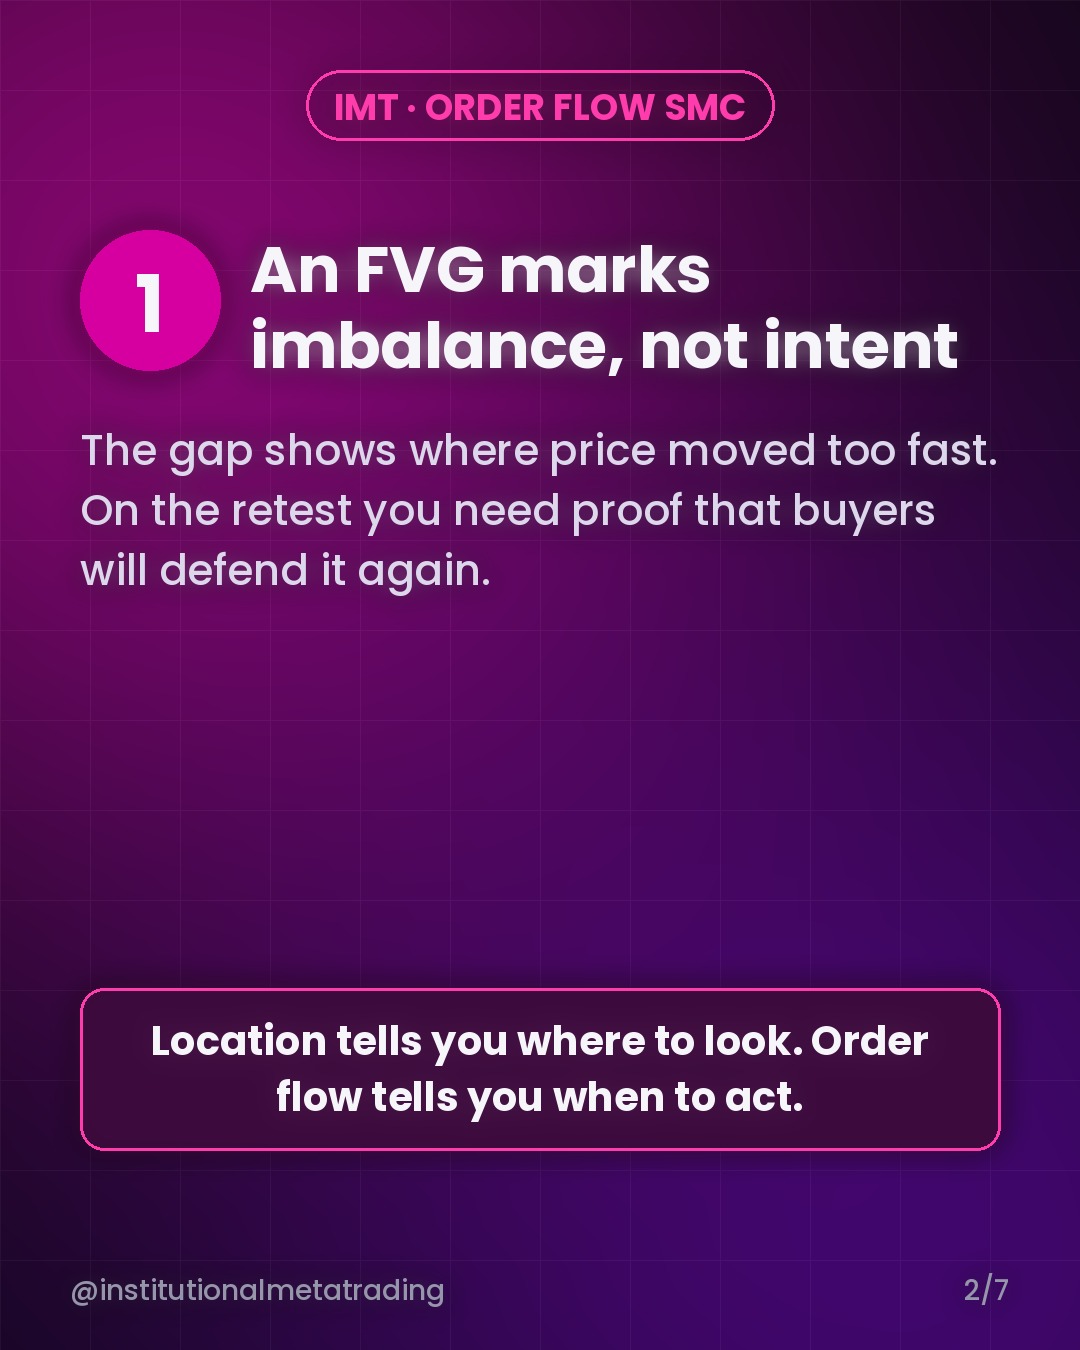 IMT · ORDER FLOW SMC
1
An FVG marks
imbalance, not intent
The gap shows where price moved too fast.
On the retest you need proof that buyers
will defend it again.
Location tells you where to look. Order
flow tells you when to act.
@institutionalmetatrading
2/7